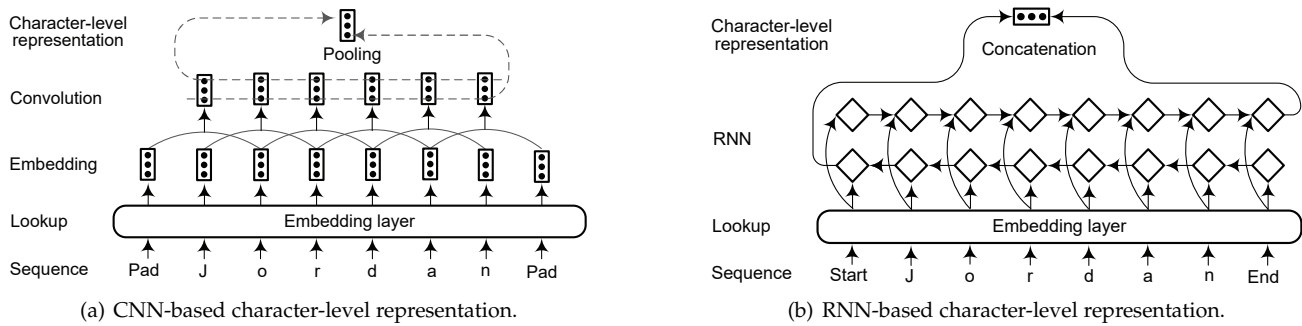 Character-level
representation
Pooling
Convolution
Embedding
Lookup
Embedding layer
Sequence
Pad J o r d a n Pad
(a) CNN-based character-level representation.
Character-level
representation
Concatenation
RNN
Lookup
Embedding layer
Sequence
Start J o r d a n End
(b) RNN-based character-level representation.